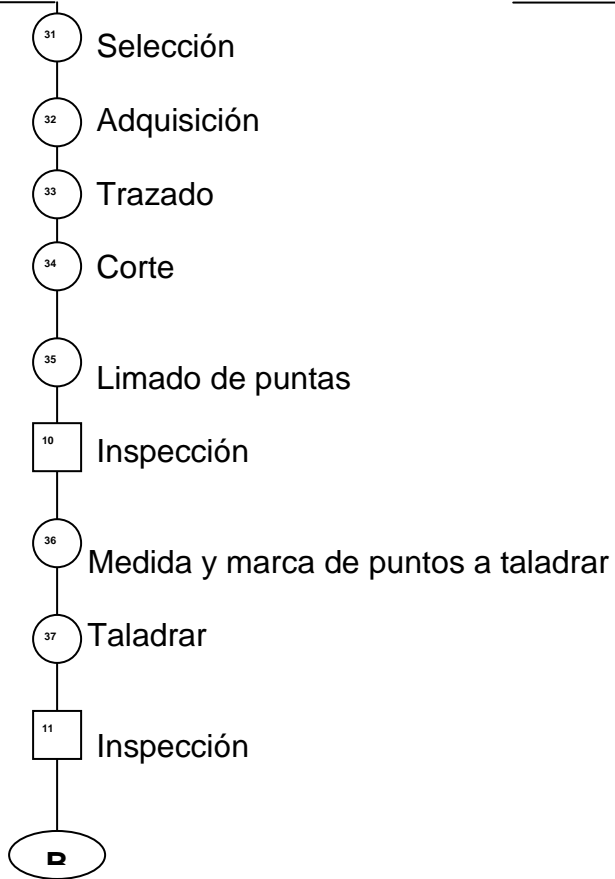 31 Selección
32 Adquisición
33 Trazado
34 Corte
35 Limado de puntas
10 Inspección
36 Medida y marca de puntos a taladrar
37 Taladrar
11 Inspección